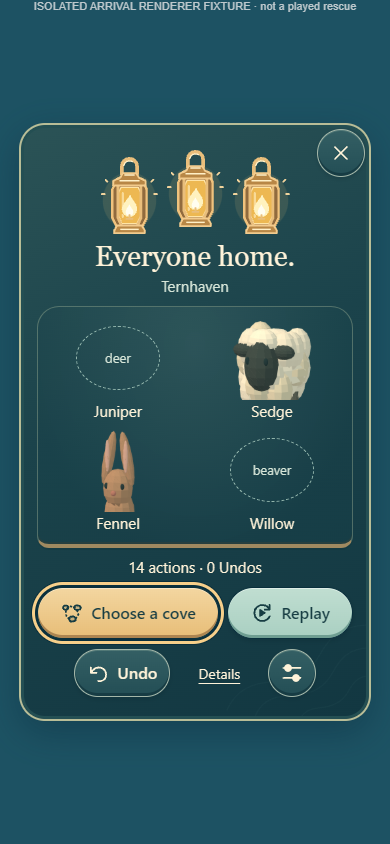 ISOLATED ARRIVAL RENDERER FIXTURE · not a played rescue
Everyone home.
Ternhaven
deer
Juniper
Sedge
Fennel
beaver
Willow
14 actions · 0 Undos
Choose a cove
Replay
Undo
Details